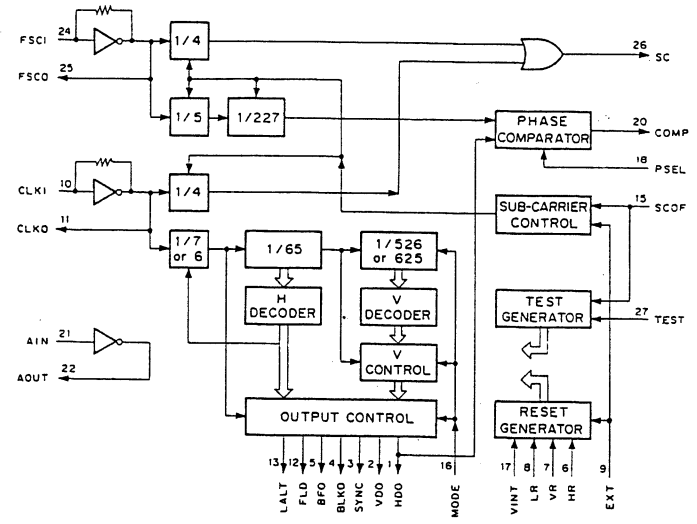 FSCI 24
1/4
26 SC
FSCO 25
1/5
1/227
PHASE COMPARATOR
20 COMP
18 PSEL
CLKI 10
1/4
CLKO 11
SUB-CARRIER CONTROL
15 SCOF
1/7 or 6
1/65
1/526 or 625
H DECODER
V DECODER
TEST GENERATOR
27 TEST
AIN 21
AOUT 22
V CONTROL
OUTPUT CONTROL
RESET GENERATOR
13 12 5 4 3 2 1 16 17 8 7 6 9
LALT FLD BFO BLKO SYNC VDO HDO MODE VINT LR VR HR EXT